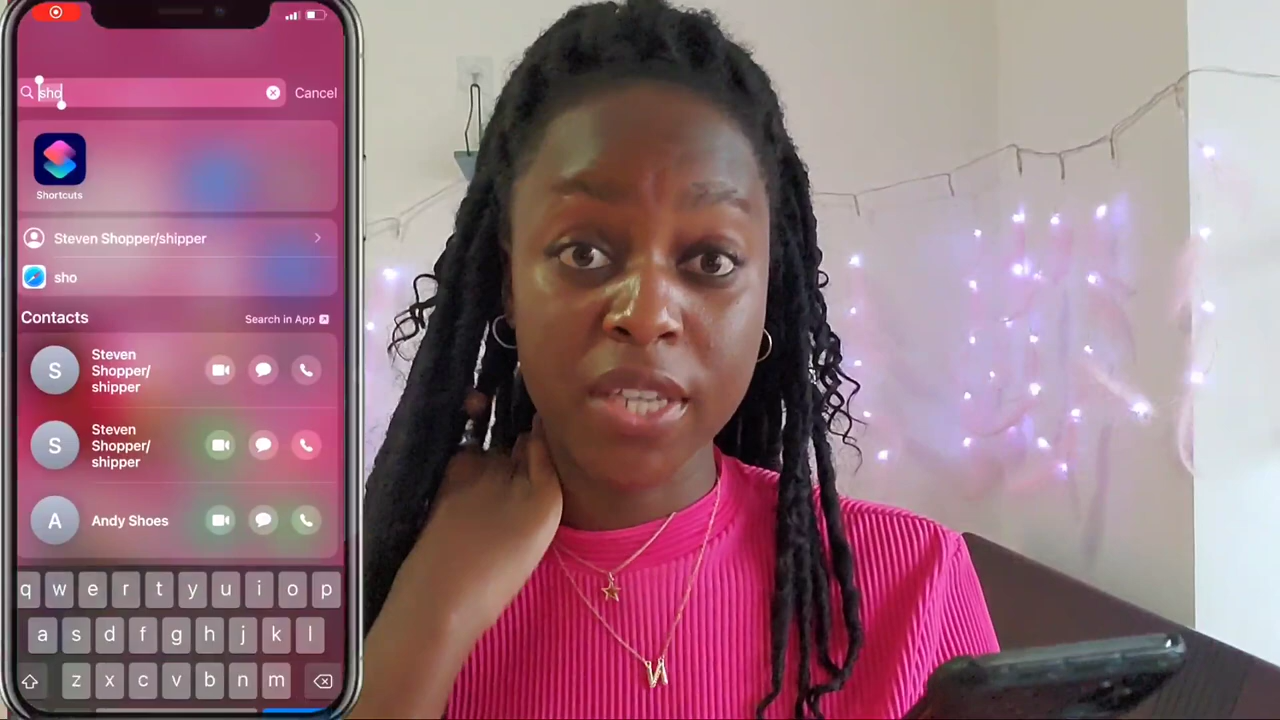 sho
Cancel
Shortcuts
Steven Shopper/shipper
sho
Contacts
Search in App
S
Steven
Shopper/
shipper
S
Steven
Shopper/
shipper
A
Andy Shoes
q w e r t y u i o p
a s d f g h j k l
z x c v b n m
N